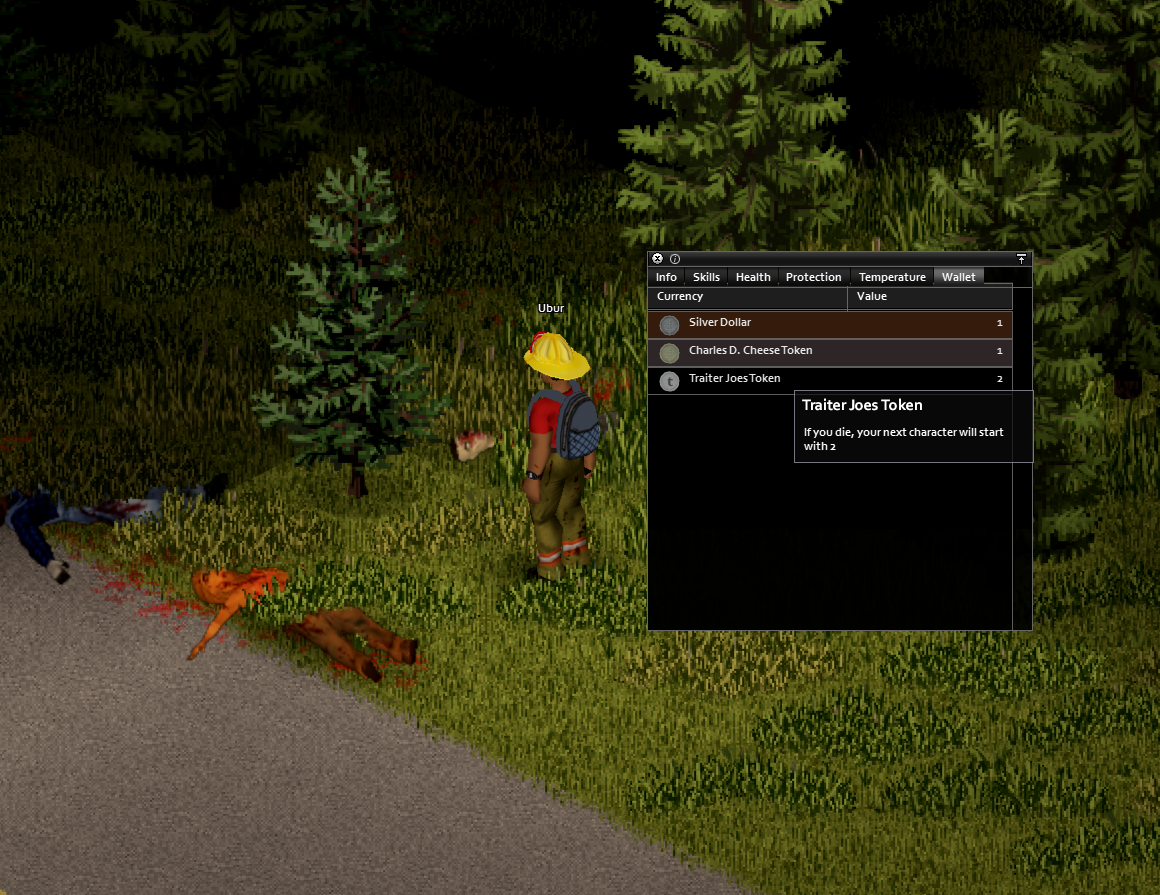 Info Skills Health Protection Temperature Wallet
Currency Value
Ubur
Silver Dollar 1
Charles D. Cheese Token 1
t Traiter Joes Token 2
Traiter Joes Token
If you die, your next character will start
with 2